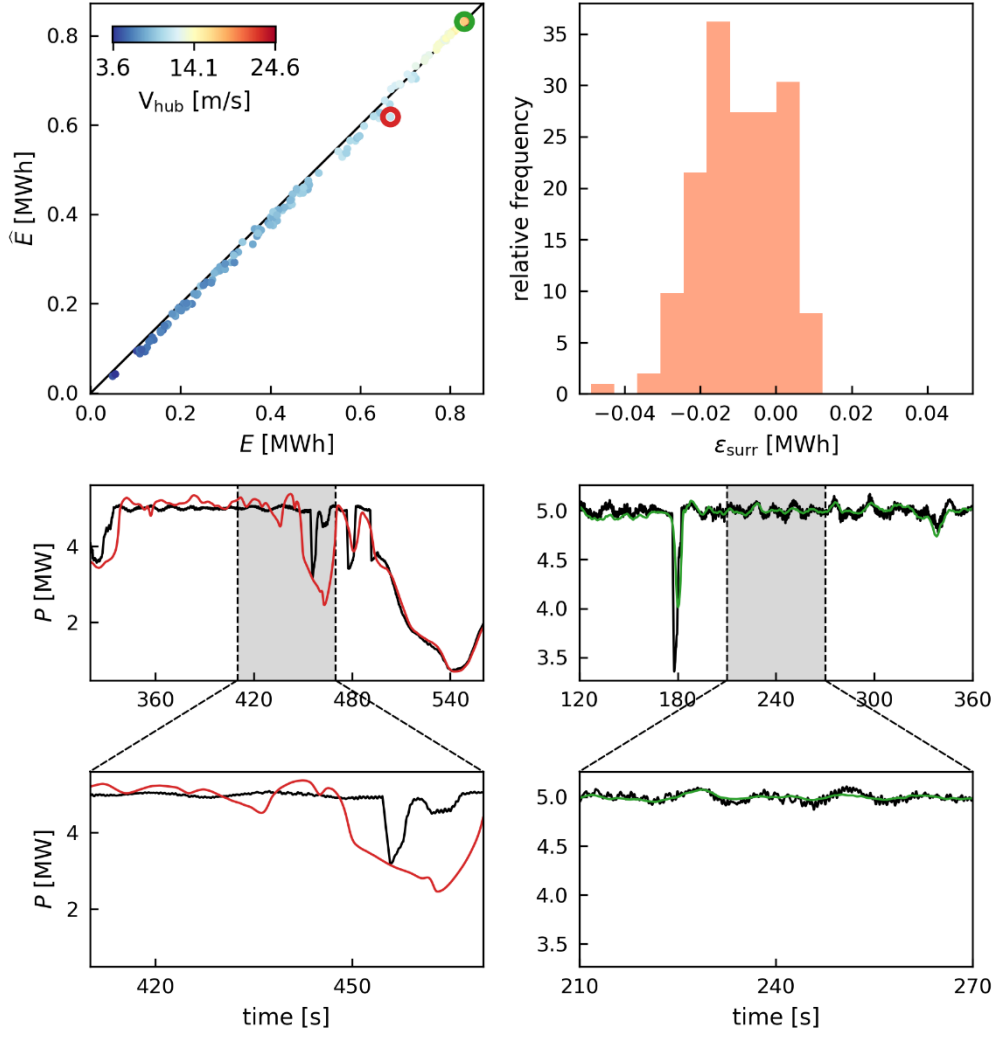 0.8
0.6
0.4
0.2
0.0
Ê [MWh]
3.6 14.1 24.6
V_hub [m/s]
0.0 0.2 0.4 0.6 0.8
E [MWh]
35
30
25
20
15
10
5
0
relative frequency
−0.04 −0.02 0.00 0.02 0.04
ε_surr [MWh]
4
2
P [MW]
360 420 480 540
5.0
4.5
4.0
3.5
120 180 240 300 360
4
2
P [MW]
420 450
time [s]
5.0
4.5
4.0
3.5
210 240 270
time [s]